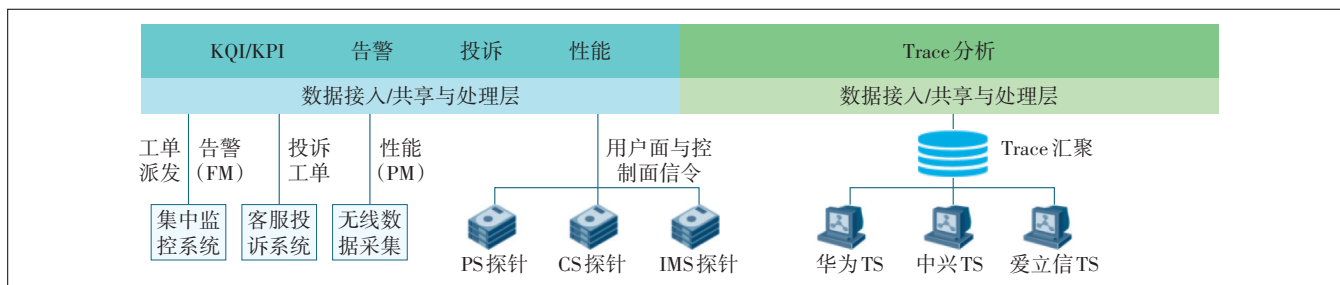 KQI/KPI 告警 投诉 性能 Trace分析
数据接入/共享与处理层 数据接入/共享与处理层
工单 告警 投诉 性能 用户面与控 Trace汇聚
派发 (FM) 工单 (PM) 制面信令
集中监 客服投 无线数
控系统 诉系统 据采集
PS探针 CS探针 IMS探针 华为TS 中兴TS 爱立信TS